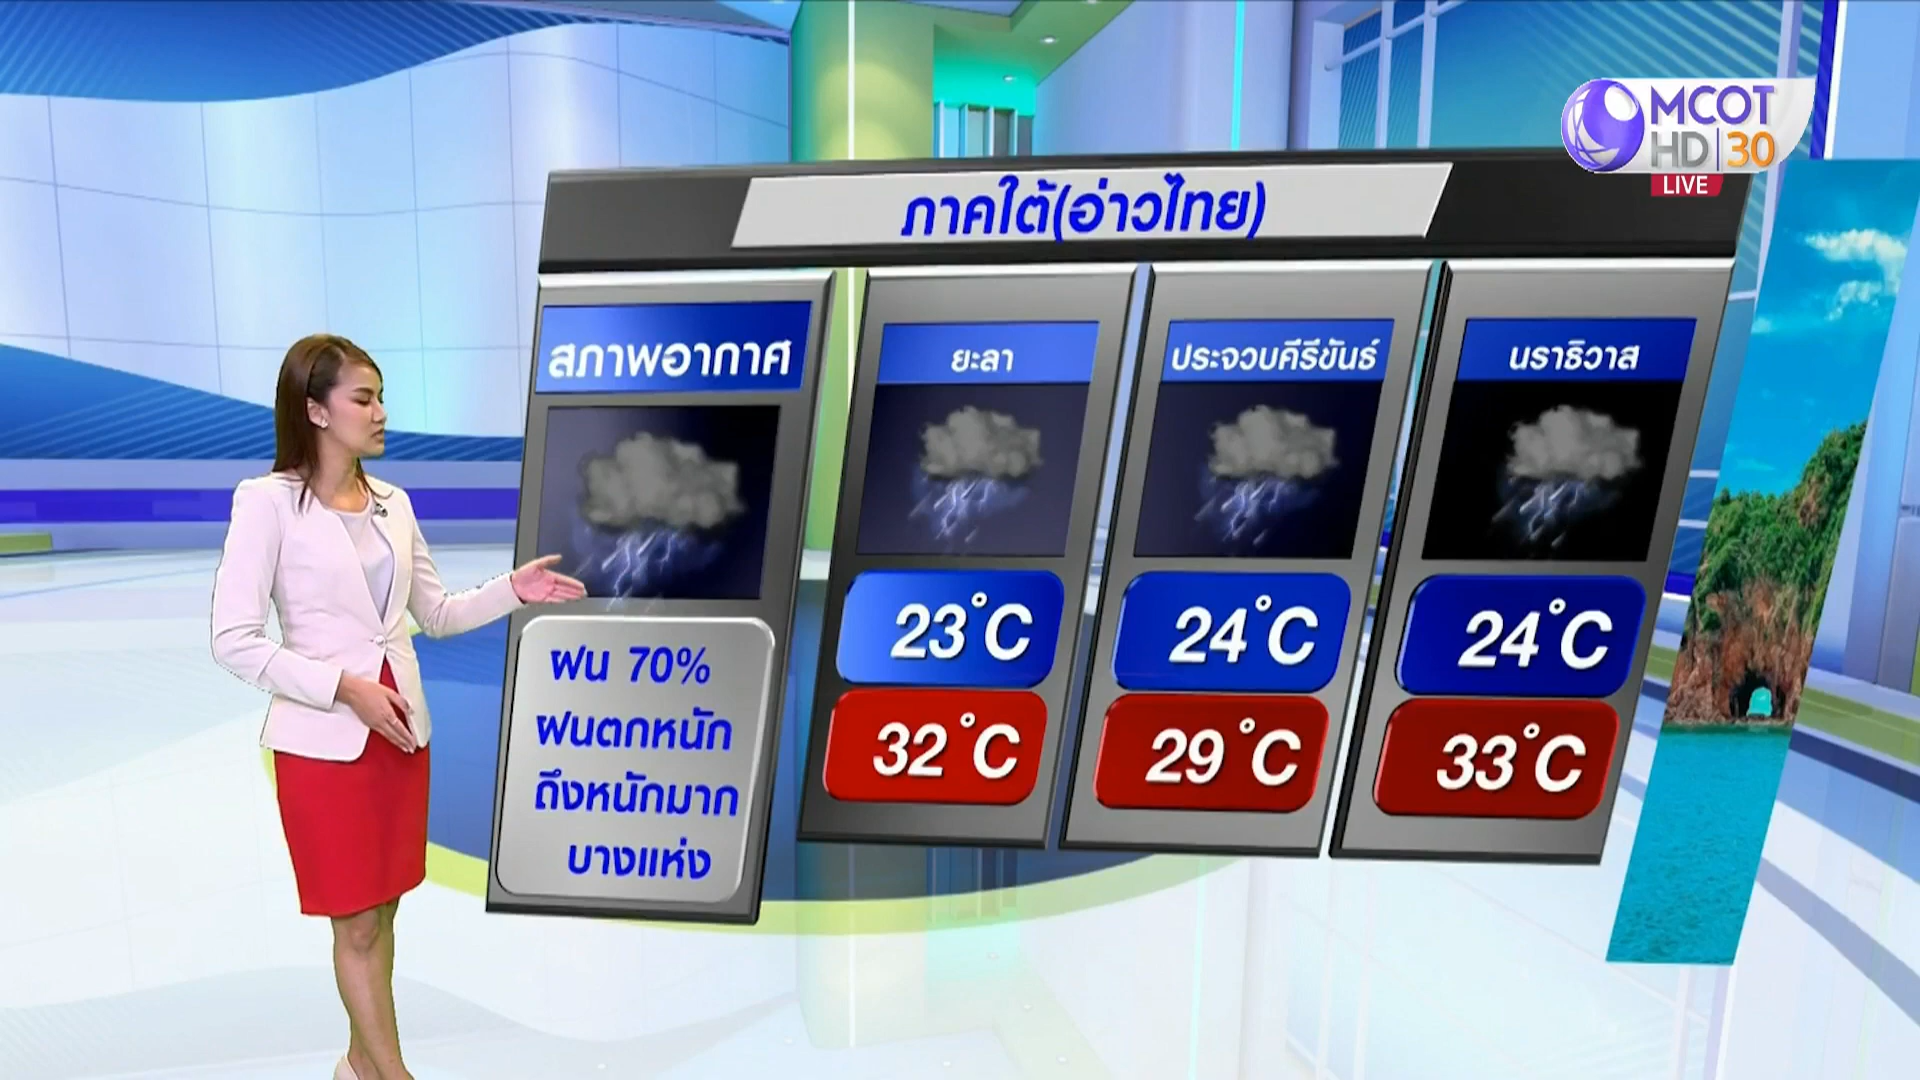 MCOT
HD 30
LIVE
ภาคใต้(อ่าวไทย)
สภาพอากาศ
ฝน 70%
ฝนตกหนัก
ถึงหนักมาก
บางแห่ง
ยะลา
23°C
32°C
ประจวบคีรีขันธ์
24°C
29°C
นราธิวาส
24°C
33°C